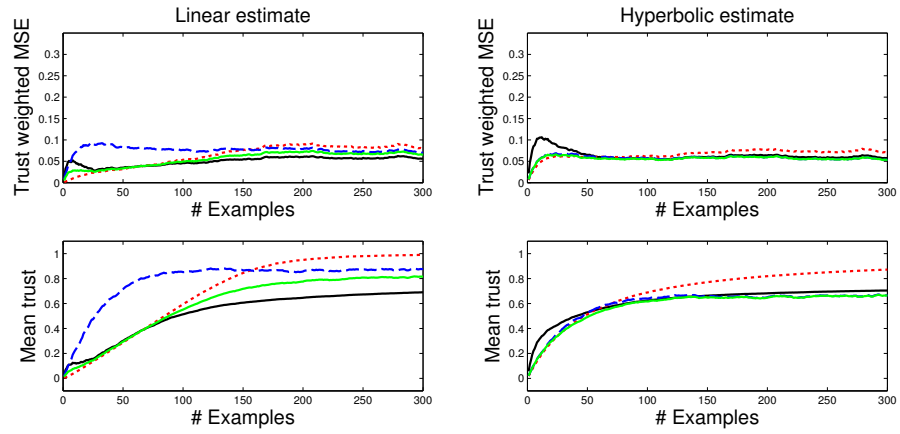 Linear estimate
Hyperbolic estimate
Trust weighted MSE
0.35
0.3
0.25
0.2
0.15
0.1
0.05
0
0 50 100 150 200 250 300
# Examples
Trust weighted MSE
0.35
0.3
0.25
0.2
0.15
0.1
0.05
0
0 50 100 150 200 250 300
# Examples
Mean trust
1
0.8
0.6
0.4
0.2
0
0 50 100 150 200 250 300
# Examples
Mean trust
1
0.8
0.6
0.4
0.2
0
0 50 100 150 200 250 300
# Examples